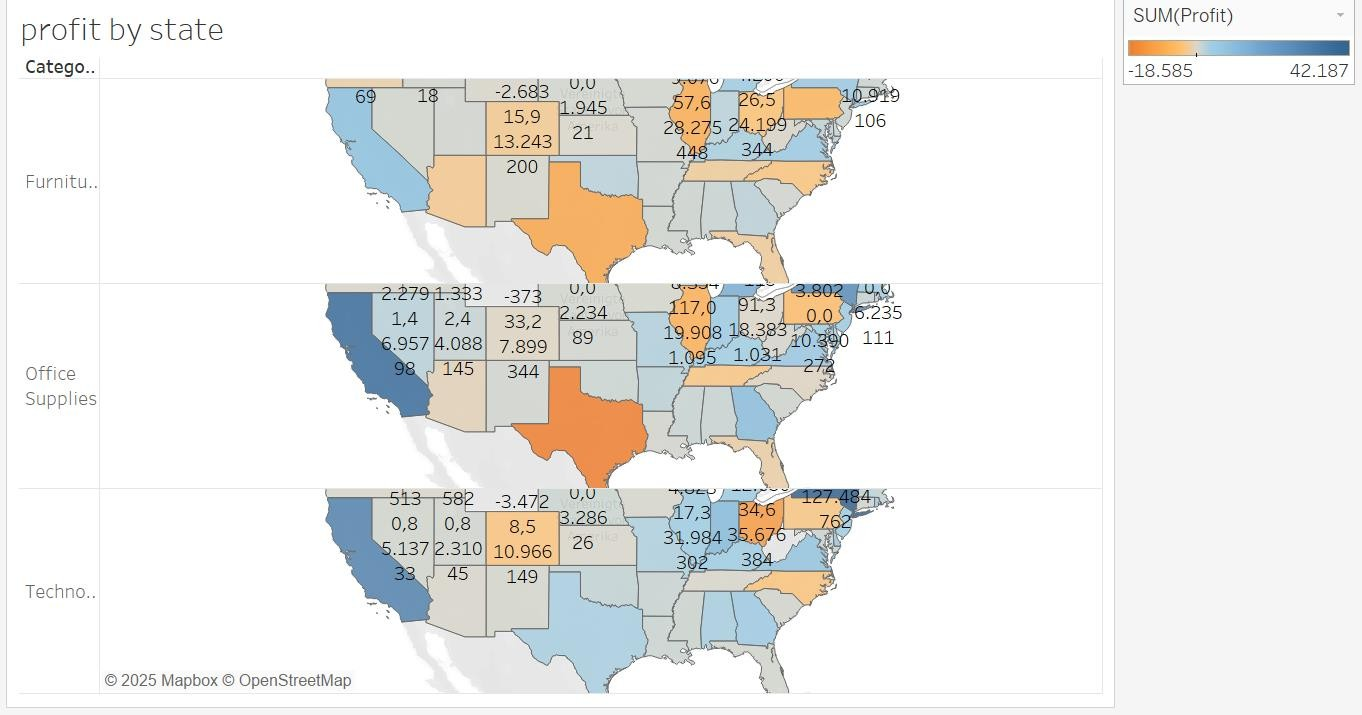 profit by state
SUM(Profit)
-18.585 42.187
Catego..
Furnitu..
69 18 -2.683 0,0 10.919
15,9 1.945 57,6 26,5 106
13.243 21 28.275 24.199
200 448 344
Office
Supplies
2.279 1.333 -373 0,0 3.802 0,0
1,4 2,4 33,2 2.234 117,0 91,3 0,0 6.235
6.957 4.088 7.899 89 19.908 18.383 10.390 111
98 145 344 1.095 1.031 272
Techno..
513 582 -3.472 0,0 127.484
0,8 0,8 8,5 3.286 17,3 34,6 762
5.137 2.310 10.966 26 31.984 35.676
33 45 149 302 384
© 2025 Mapbox © OpenStreetMap